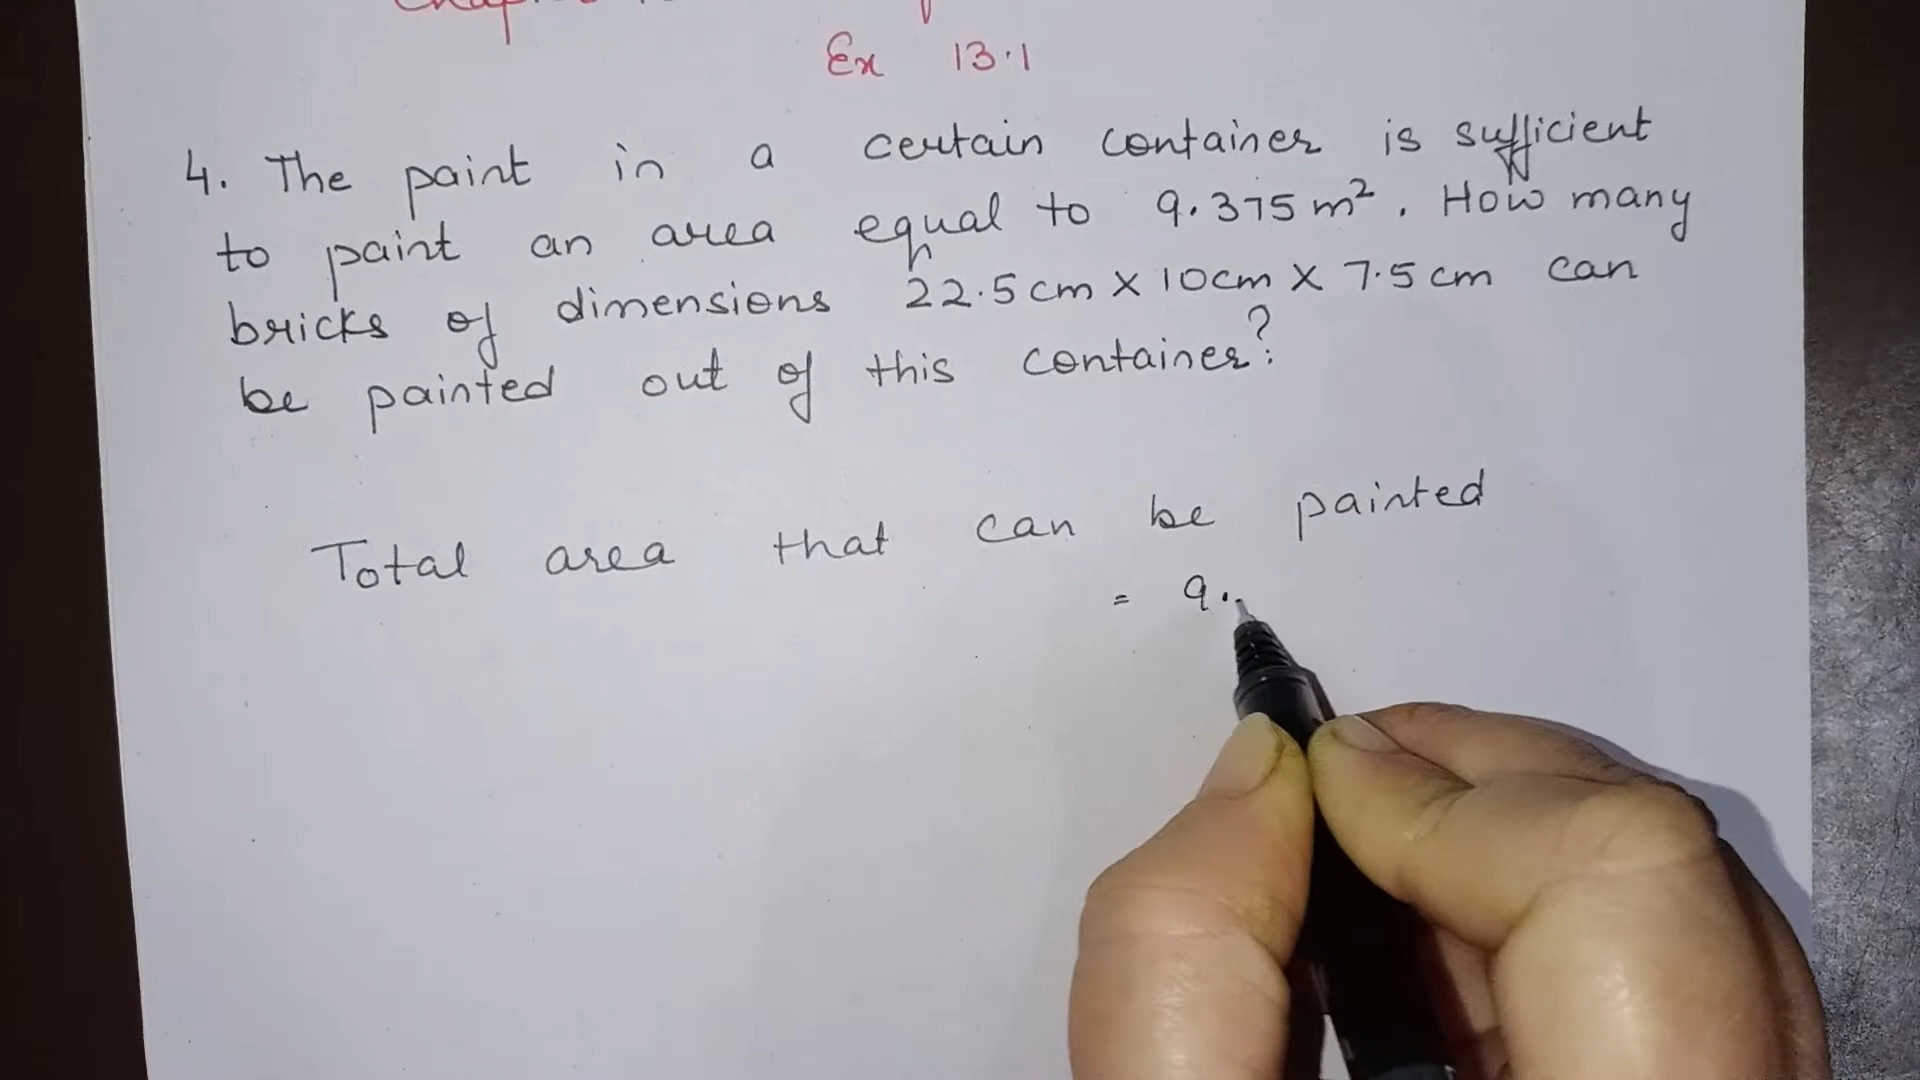 Ex 13.1
4. The paint in a certain container is sufficient
to paint an area equal to 9.375 m². How many
bricks of dimensions 22.5 cm X 10cm X 7.5 cm can
be painted out of this container?
Total area that can be painted
= 9.